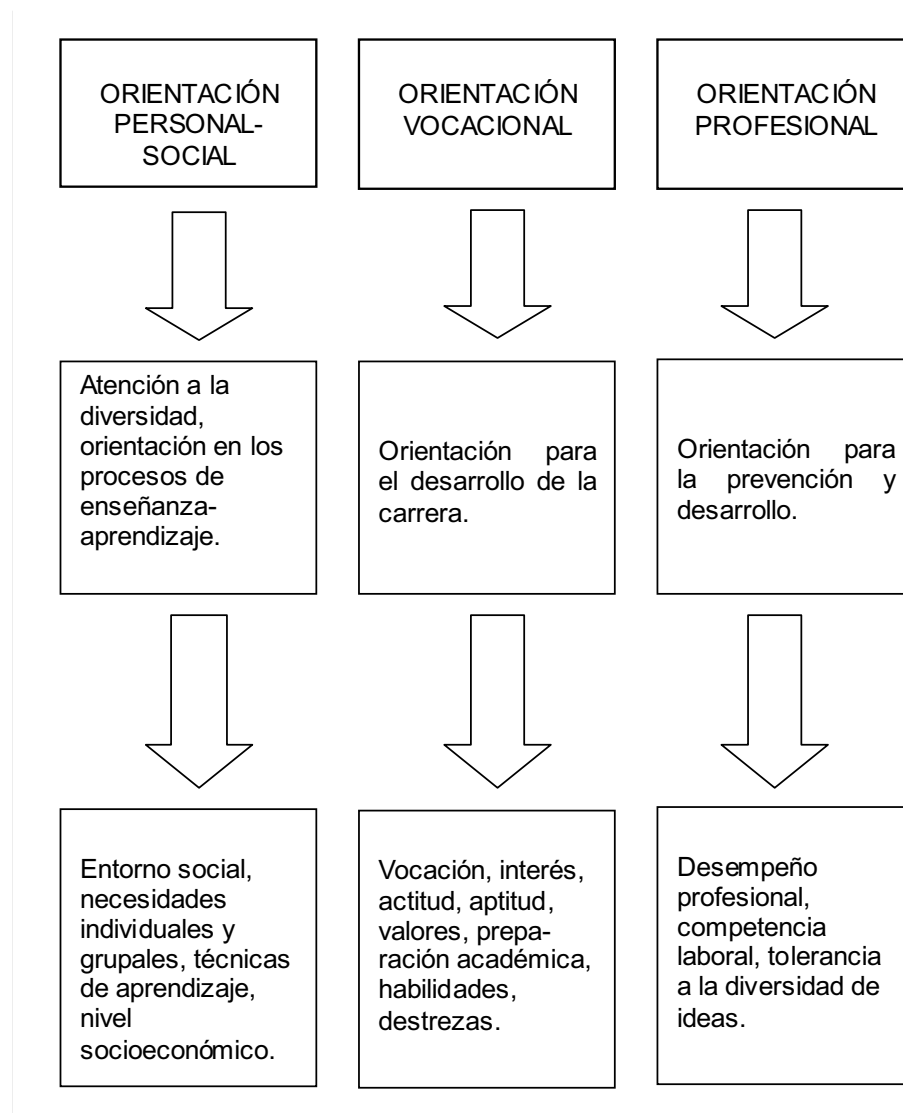 ORIENTACIÓN
PERSONAL-
SOCIAL
ORIENTACIÓN
VOCACIONAL
ORIENTACIÓN
PROFESIONAL
Atención a la
diversidad,
orientación en los
procesos de
enseñanza-
aprendizaje.
Orientación para
el desarrollo de la
carrera.
Orientación para
la prevención y
desarrollo.
Entorno social,
necesidades
individuales y
grupales, técnicas
de aprendizaje,
nivel
socioeconómico.
Vocación, interés,
actitud, aptitud,
valores, prepa-
ración académica,
habilidades,
destrezas.
Desempeño
profesional,
competencia
laboral, tolerancia
a la diversidad de
ideas.